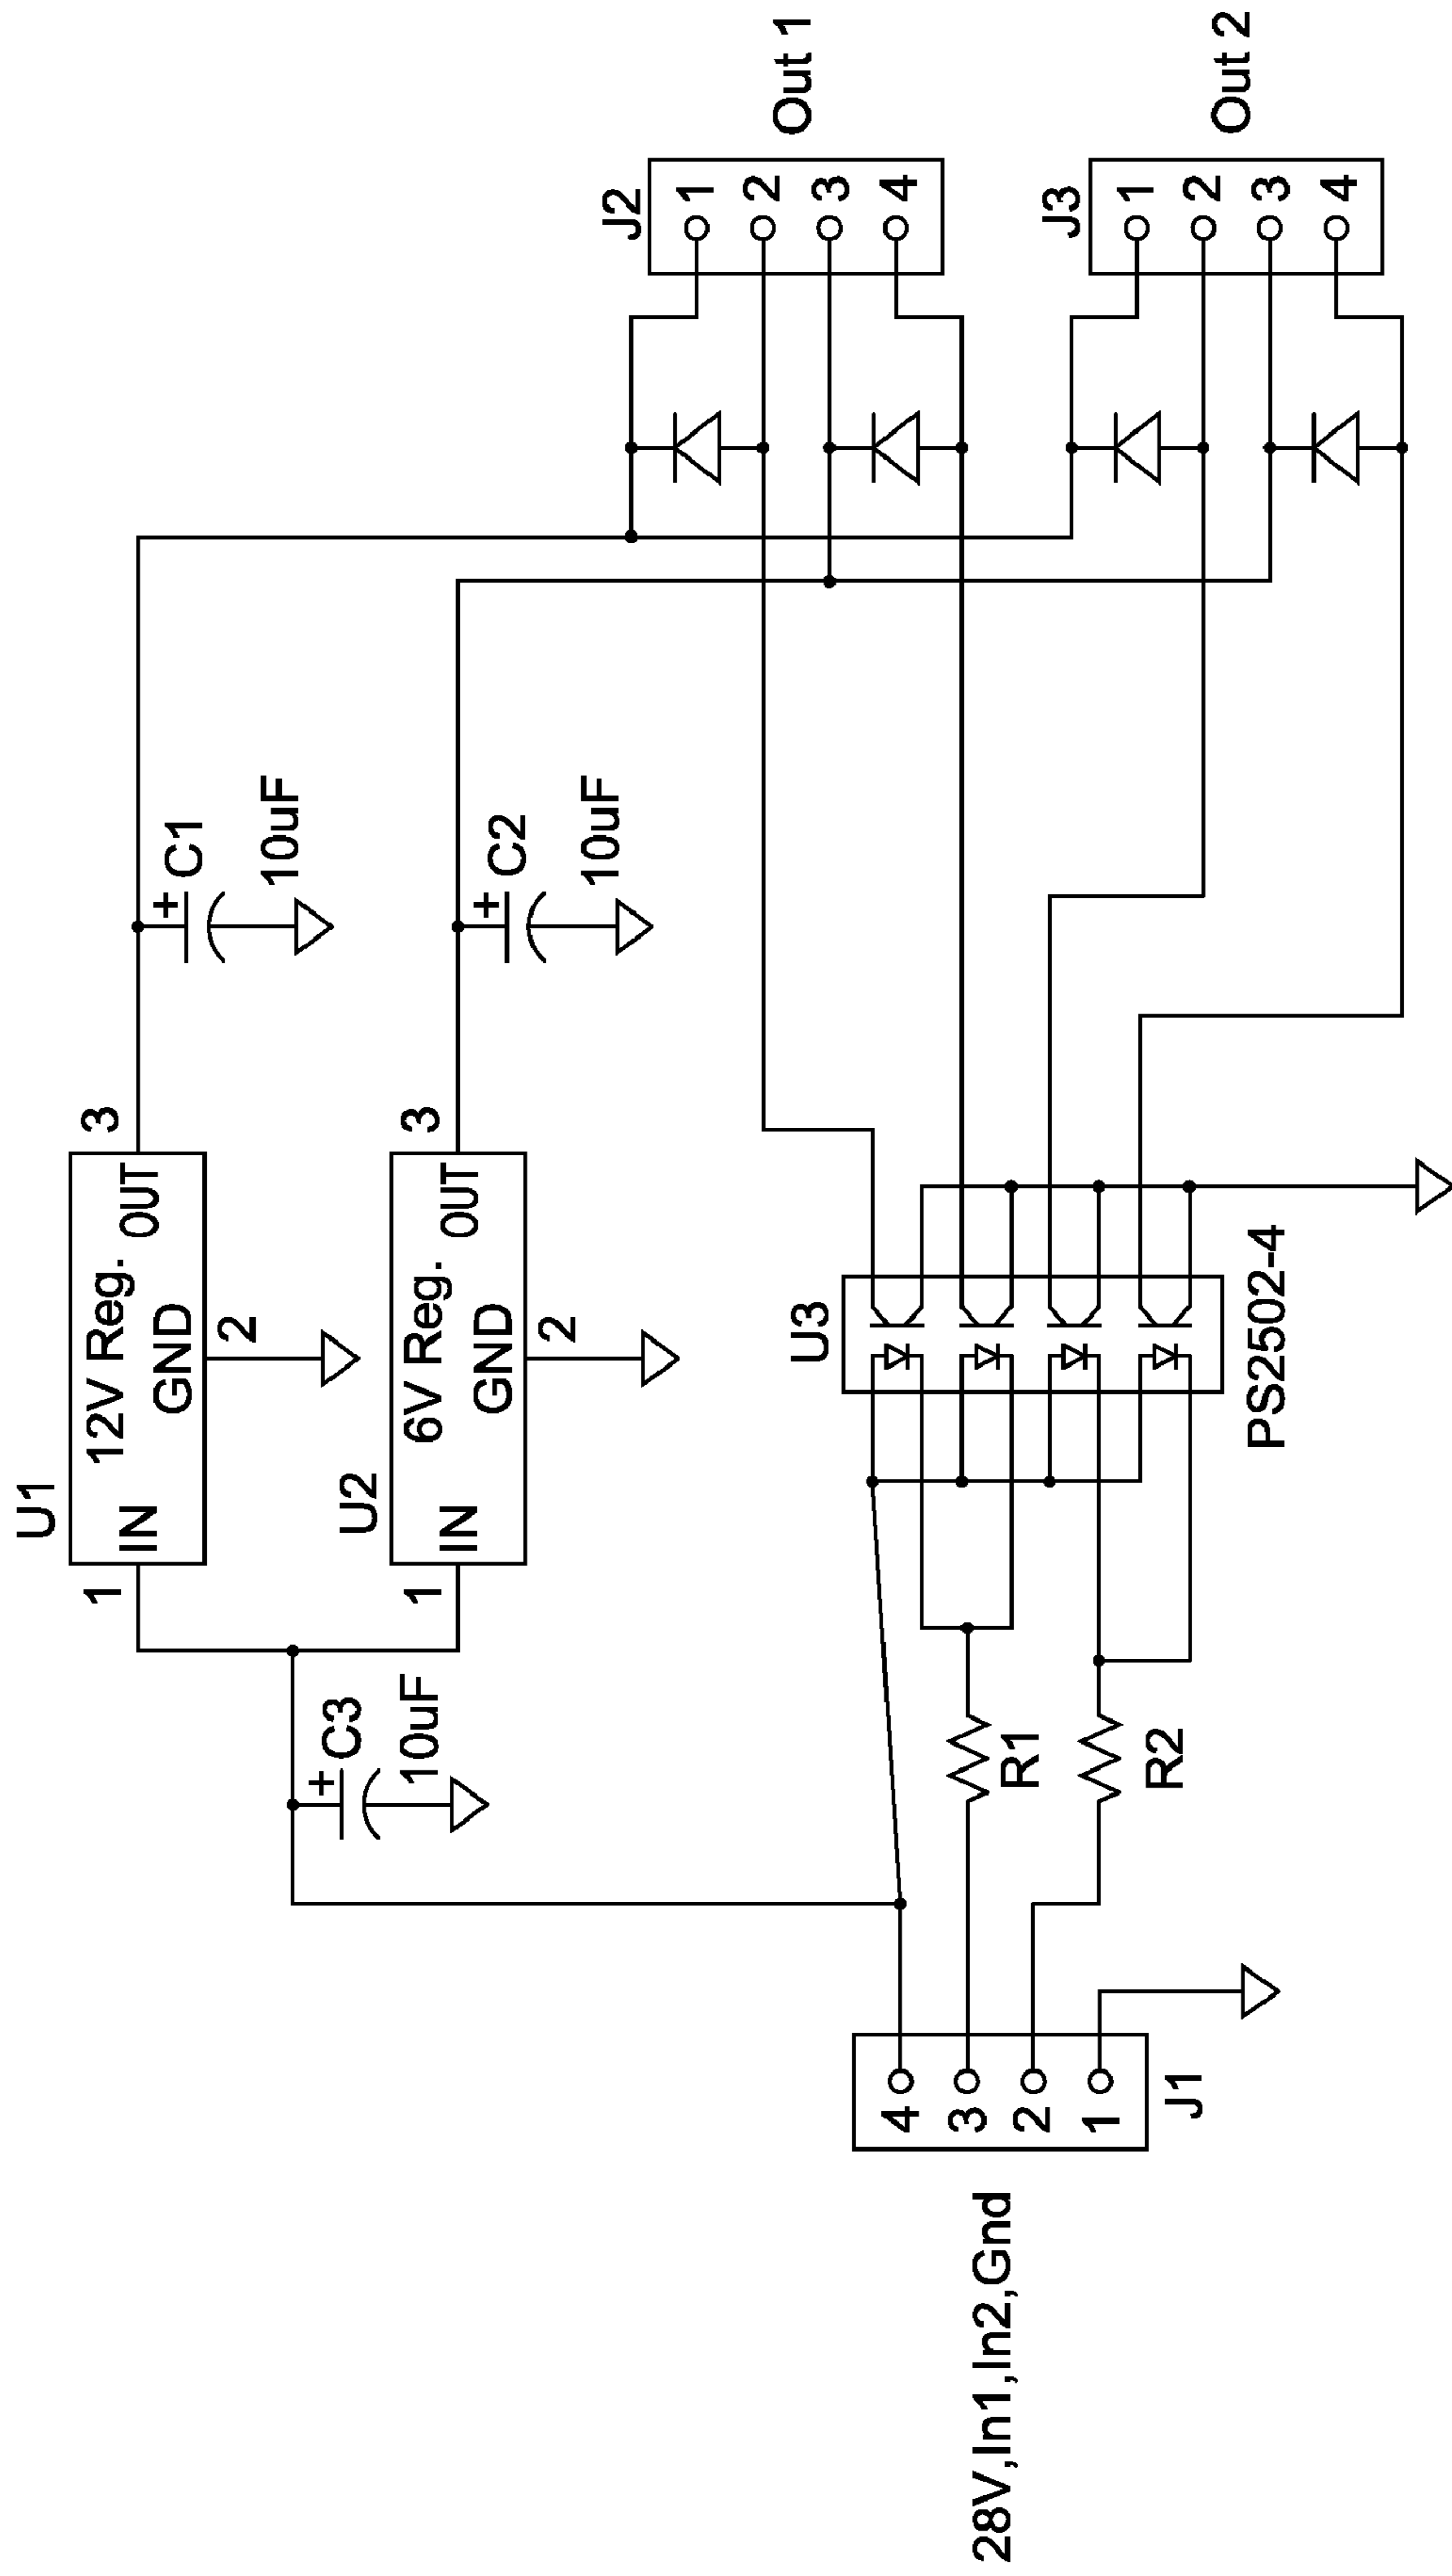 U1
12V Reg.
IN
OUT
GND
1
3
2
U2
6V Reg.
IN
OUT
GND
1
3
2
+
C1
10uF
+
C2
10uF
+
C3
10uF
J2
1
2
3
4
Out 1
J3
1
2
3
4
Out 2
U3
PS2502-4
R1
R2
4
3
2
1
J1
28V,In1,In2,Gnd